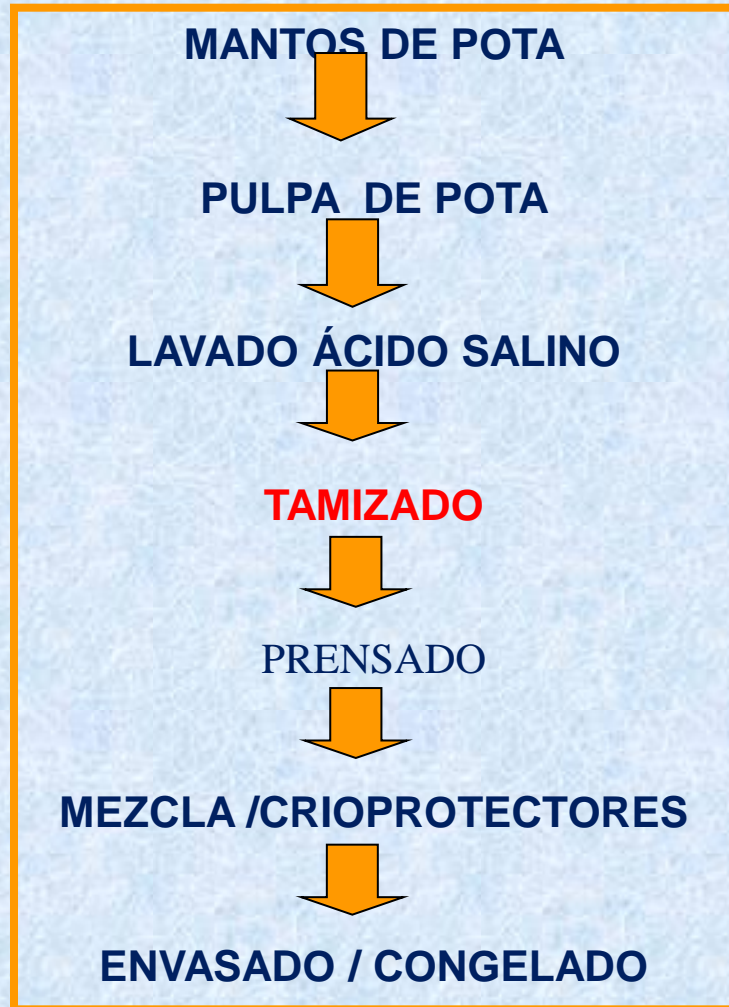 MANTOS DE POTA
PULPA DE POTA
LAVADO ÁCIDO SALINO
TAMIZADO
PRENSADO
MEZCLA /CRIOPROTECTORES
ENVASADO / CONGELADO